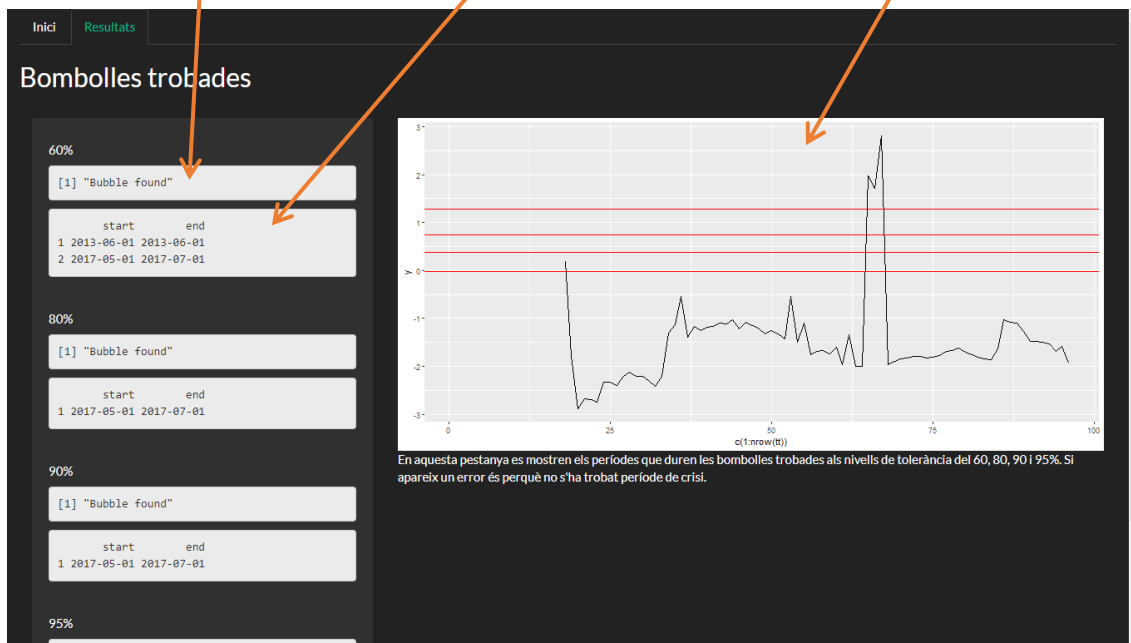 Inici Resultats
Bombolles trobades
60%
[1] "Bubble found"
start end
1 2013-06-01 2013-06-01
2 2017-05-01 2017-07-01
80%
[1] "Bubble found"
start end
1 2017-05-01 2017-07-01
90%
[1] "Bubble found"
start end
1 2017-05-01 2017-07-01
95%
3
2
1
0
-1
-2
-3
y
0 25 50 75 100
c(1:nrow(tt))
En aquesta pestanya es mostren els períodes que duren les bombolles trobades als nivells de tolerància del 60, 80, 90 i 95%. Si
apareix un error és perquè no s'ha trobat període de crisi.